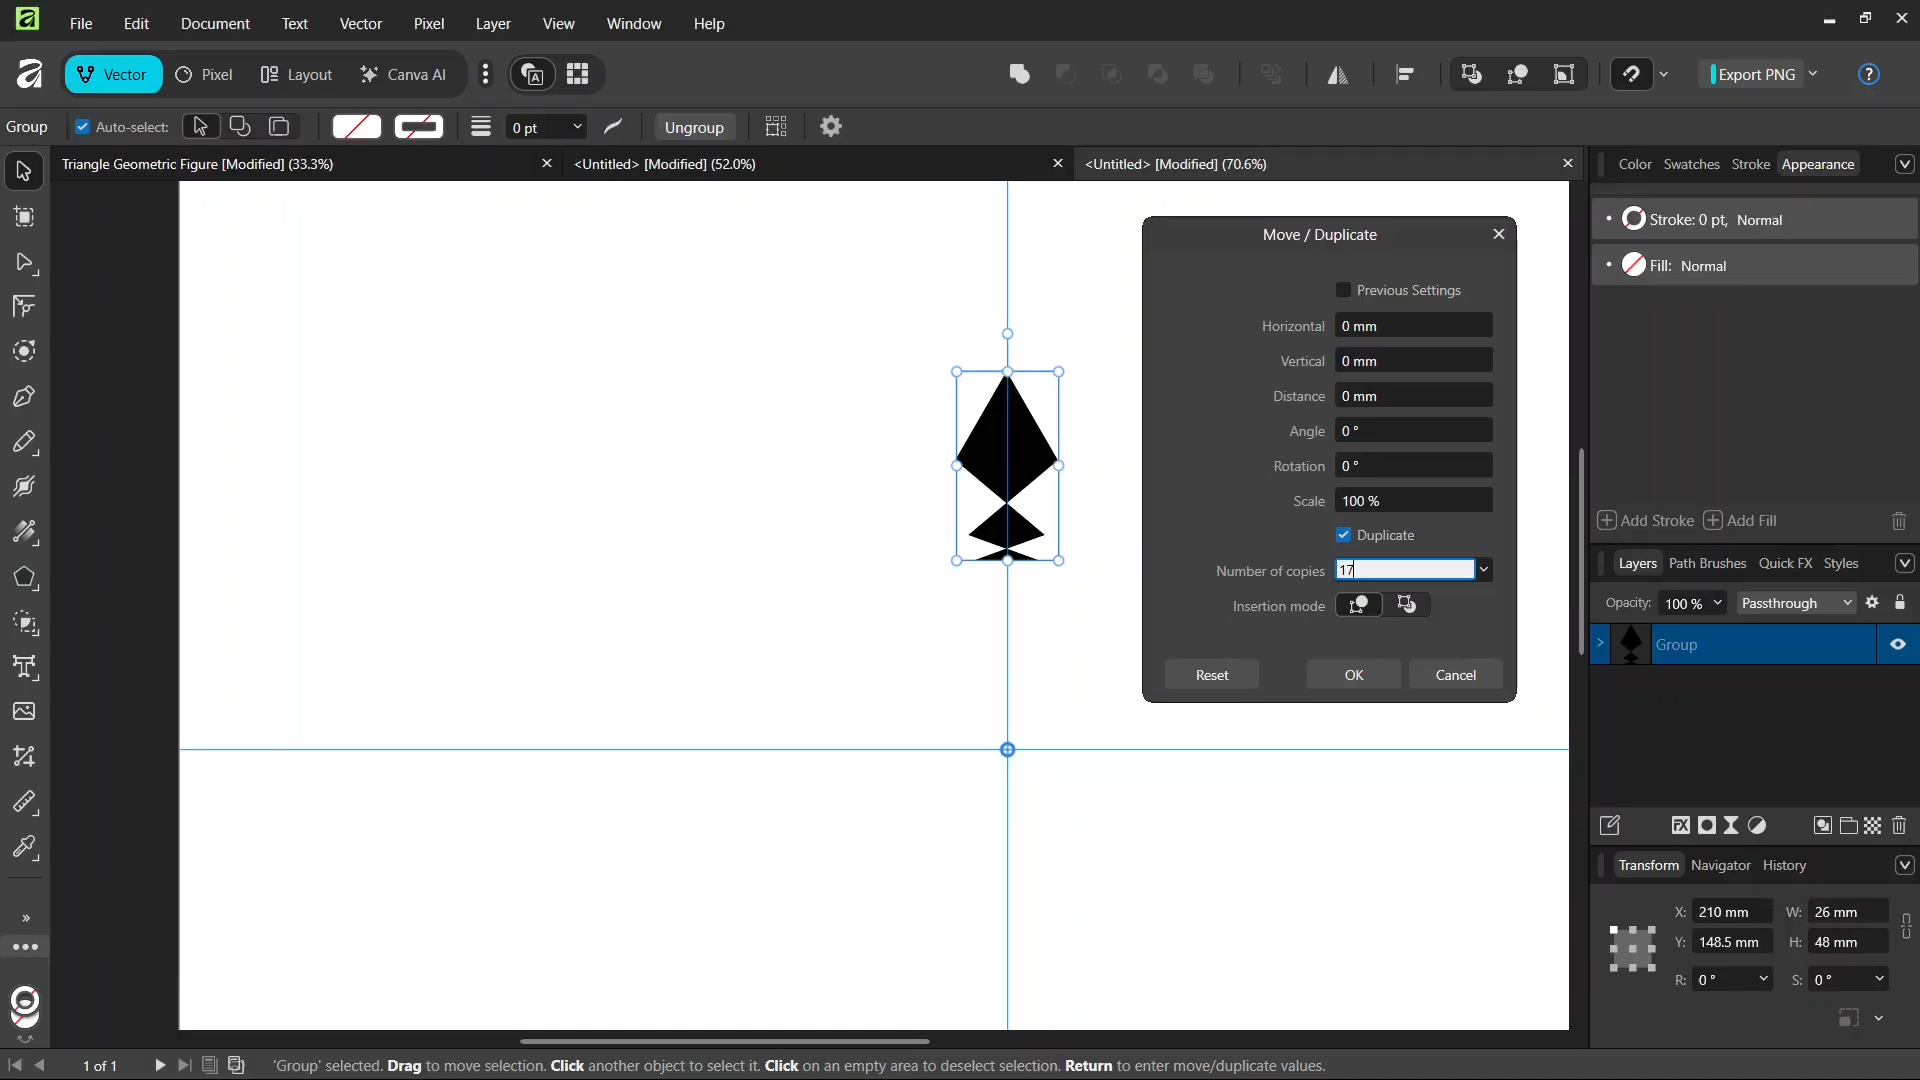 File Edit Document Text Vector Pixel Layer View Window Help
Vector Pixel Layout Canva AI Export PNG ?
Group Auto-select: 0 pt Ungroup
Triangle Geometric Figure [Modified] (33.3%) <Untitled> [Modified] (52.0%) <Untitled> [Modified] (70.6%)
Color Swatches Stroke Appearance
Stroke: 0 pt, Normal
Fill: Normal
Add Stroke Add Fill
Move / Duplicate
Previous Settings
Horizontal 0 mm
Vertical 0 mm
Distance 0 mm
Angle 0 °
Rotation 0 °
Scale 100 %
Duplicate
Number of copies 17
Insertion mode
Reset OK Cancel
Layers Path Brushes Quick FX Styles
Opacity: 100 % Passthrough
Group
FX
Transform Navigator History
X: 210 mm W: 26 mm
Y: 148.5 mm H: 48 mm
R: 0 ° S: 0 °
1 of 1 'Group' selected. Drag to move selection. Click another object to select it. Click on an empty area to deselect selection. Return to enter move/duplicate values.